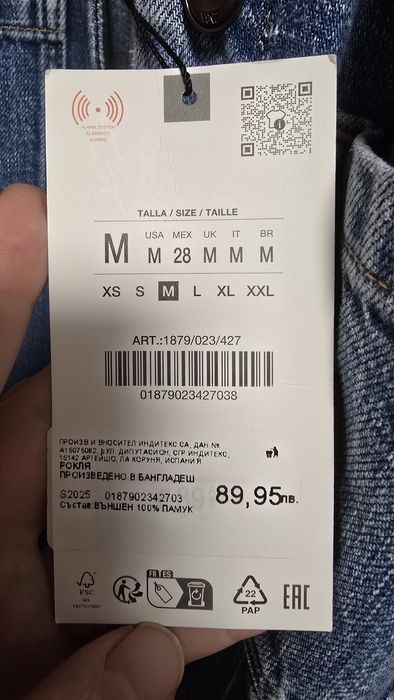 ALARM SYSTEM
ALARMADO
ALARME
TALLA / SIZE / TAILLE
USA MEX UK IT BR
M M 28 M M M
XS S M L XL XXL
ART.:1879/023/427
01879023427038
ПРОИЗВ.И ВНОСИТЕЛ ИНДИТЕКС СА, ДАН №
А15075062, БУЛ. ДИПУТАСИОН, СГР.ИНДИТЕКС,
15142 АРТЕЙШО, ЛА КОРУНЯ, ИСПАНИЯ
РОКЛЯ
ПРОИЗВЕДЕНО В БАНГЛАДЕШ
S2025 0187902342703 89,95лв.
Състав:ВЪНШЕН 100% ПАМУК
FSC
MIX
FR ES
22
PAP
EAC